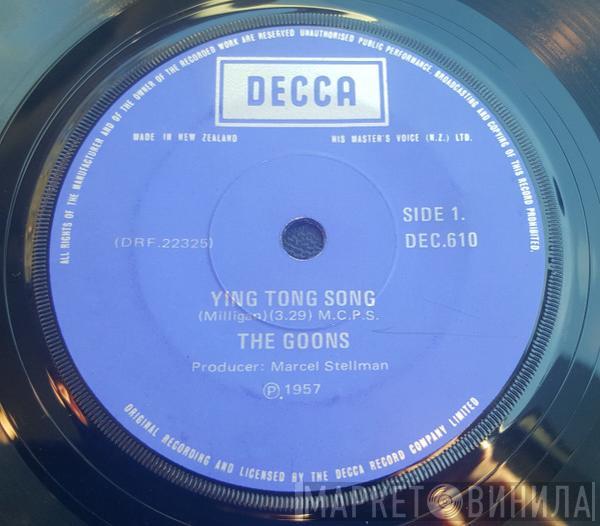 ALL RIGHTS OF THE MANUFACTURER AND OF THE OWNER OF THE RECORDED WORK ARE RESERVED UNAUTHORISED PUBLIC PERFORMANCE, BROADCASTING AND COPYING OF THIS RECORD PROHIBITED.
DECCA
MADE IN NEW ZEALAND
HIS MASTER'S VOICE (N.Z.) LTD.
SIDE 1.
(DRF.22325)
DEC.610
YING TONG SONG
(Milligan)(3.29) M.C.P.S.
THE GOONS
Producer: Marcel Stellman
Ⓟ.1957
ORIGINAL RECORDING AND LICENSED BY THE DECCA RECORD COMPANY LIMITED
МАРКЕТ ВИНИЛА